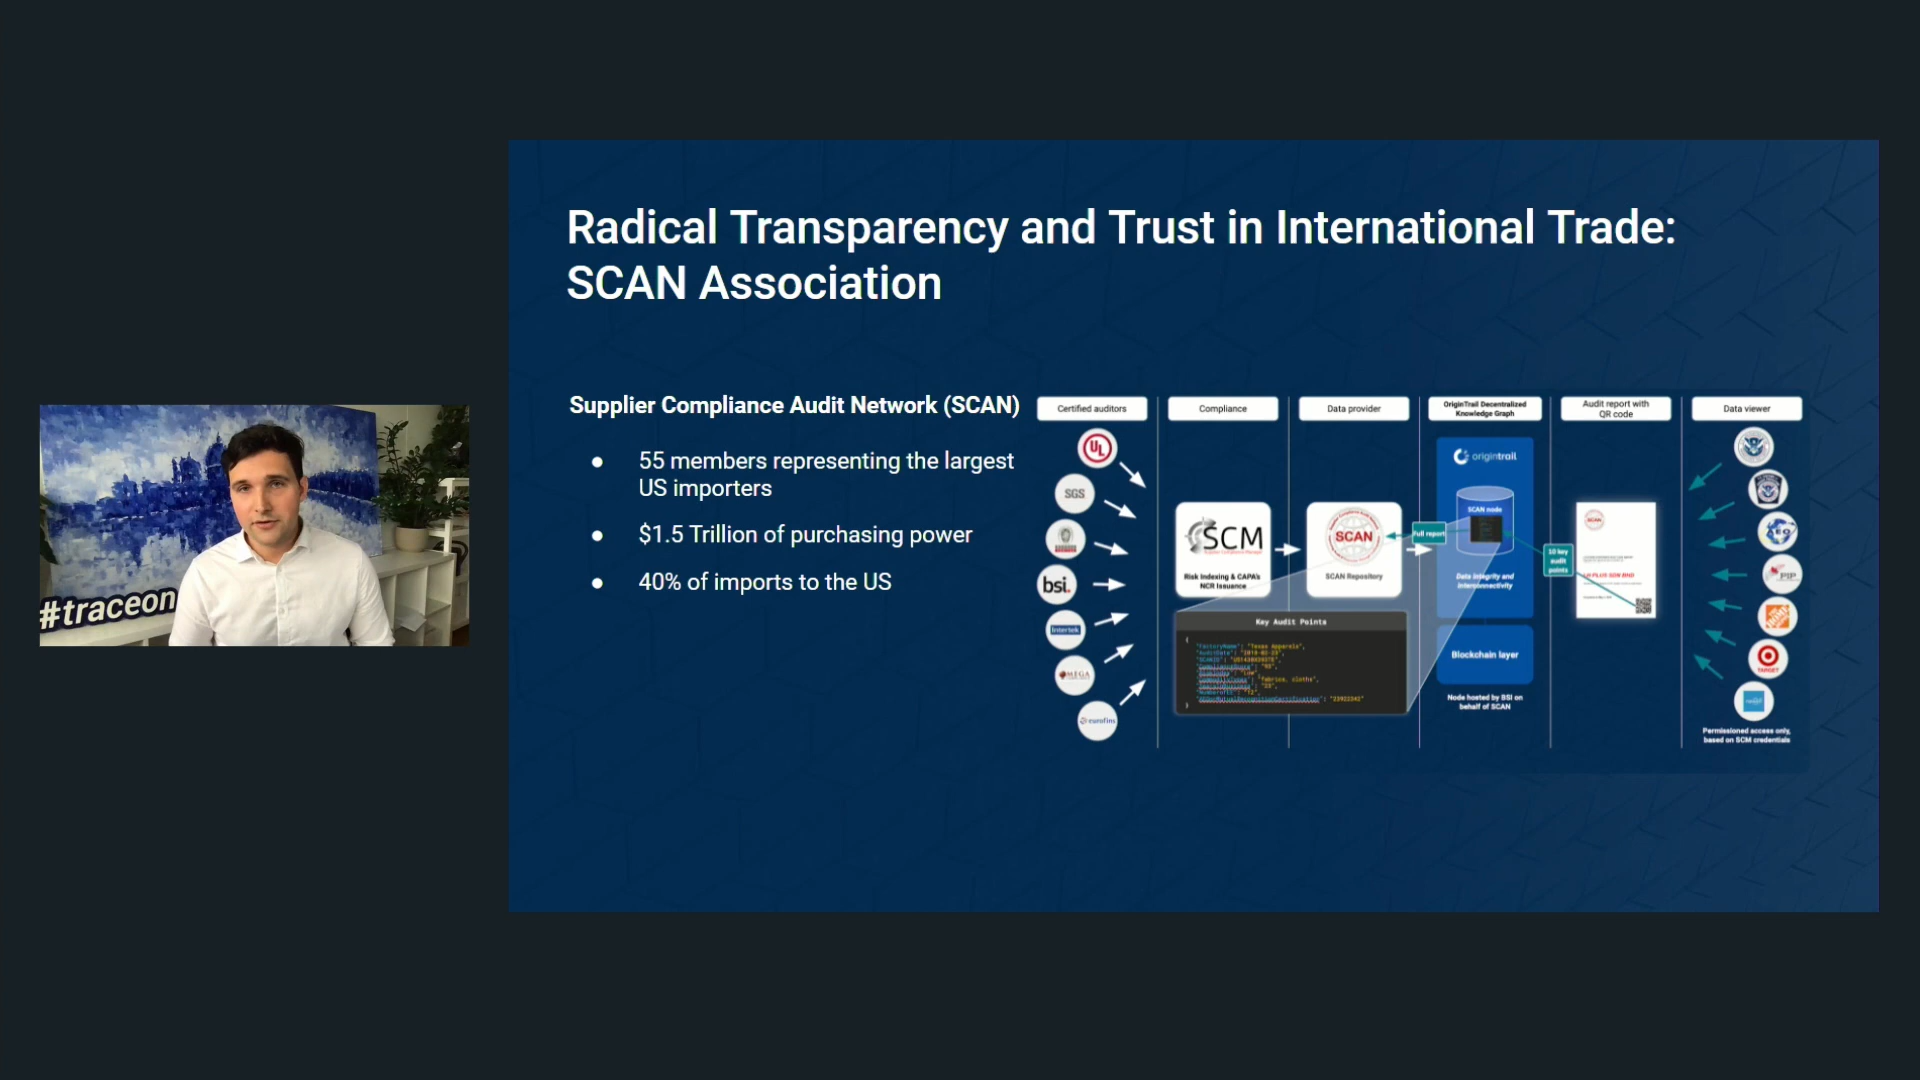 Radical Transparency and Trust in International Trade:
SCAN Association
Supplier Compliance Audit Network (SCAN)
● 55 members representing the largest
US importers
● $1.5 Trillion of purchasing power
● 40% of imports to the US
#traceon
Certified auditors
UL
SGS
bsi.
intertek
OMEGA
eurofins
Compliance
SCM
Risk Indexing & CAPA's
NCR Issuance
Data provider
SCAN
SCAN Repository
Key Audit Points
Full report
OriginTrail Decentralized
Knowledge Graph
origintrail
SCAN node
Data integrity and
interconnectivity
Blockchain layer
Node hosted by BSI on
behalf of SCAN
Audit report with
QR code
10 key
audit
points
SCAN
Data viewer
AEO
PIP
TARGET
Permissioned access only,
based on SCM credentials